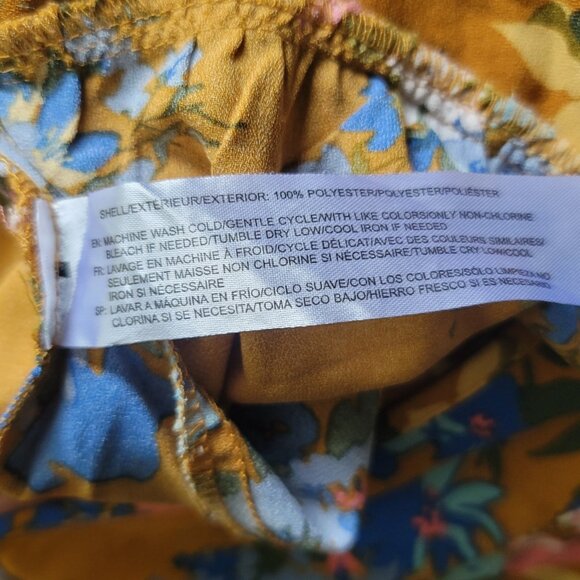 SHELL/EXTÉRIEUR/EXTERIOR: 100% POLYESTER/POLYESTER/POLIÉSTER
EN: MACHINE WASH COLD/GENTLE CYCLE/WITH LIKE COLORS/ONLY NON-CHLORINE
BLEACH IF NEEDED/TUMBLE DRY LOW/COOL IRON IF NEEDED
FR: LAVAGE EN MACHINE À FROID/CYCLE DÉLICAT/AVEC DES COULEURS SIMILAIRES/
SEULEMENT MAISSE NON CHLORINE SI NÉCESSAIRE/TUMBLE DRY LOW/COOL
IRON SI NÉCESSAIRE
SP: LAVAR A MAQUINA EN FRÍO/CICLO SUAVE/CON LOS COLORES/SÓLO LIMPIEZA NO
CLORINA SI SE NECESITA/TOMA SECO BAJO/HIERRO FRESCO SI ES NECESARIO